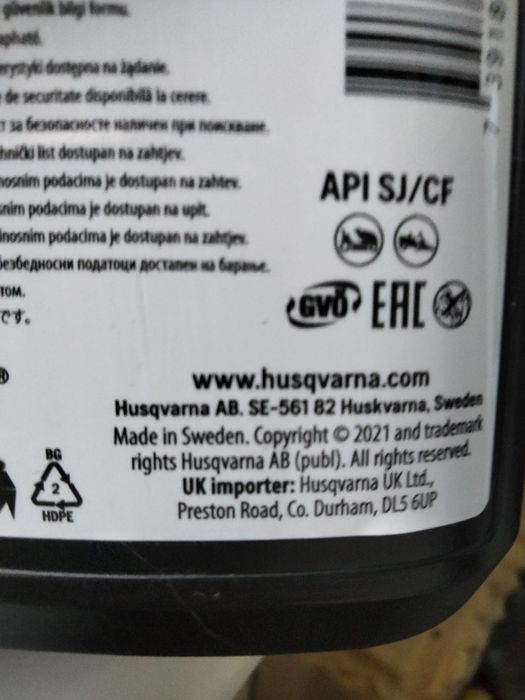 güvenlik bilgi formu.
erystyki dostępna na żądanie.
de securitate disponibilă la cerere.
за безопасносте наличен при поискване.
hnički list dostupan na zahtjev.
nosnim podacima je dostupan na zahtev.
snim podacima je dostupan na upit.
nosnim podacima je dostupan na zahtjev.
безбедносни податоци достапен на барање.
том.
です。
API SJ/CF
GVÖ EAC
®
www.husqvarna.com
Husqvarna AB. SE-561 82 Huskvarna, Sweden
Made in Sweden. Copyright © 2021 and trademark
rights Husqvarna AB (publ). All rights reserved.
UK importer: Husqvarna UK Ltd.,
Preston Road, Co. Durham, DL5 6UP
BG
2
HDPE